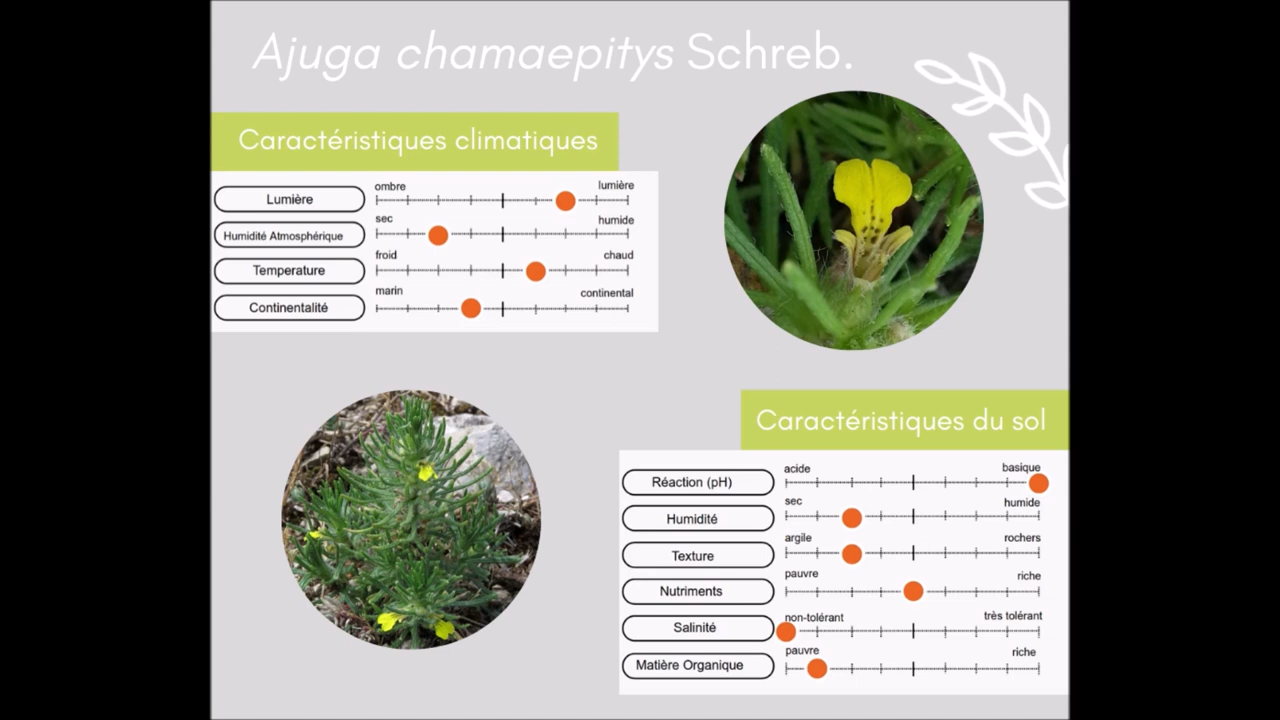 Ajuga chamaepitys Schreb.
Caractéristiques climatiques
Lumière ombre lumière
Humidité Atmosphérique sec humide
Temperature froid chaud
Continentalité marin continental
Caractéristiques du sol
Réaction (pH) acide basique
Humidité sec humide
Texture argile rochers
Nutriments pauvre riche
Salinité non-tolérant très tolérant
Matière Organique pauvre riche